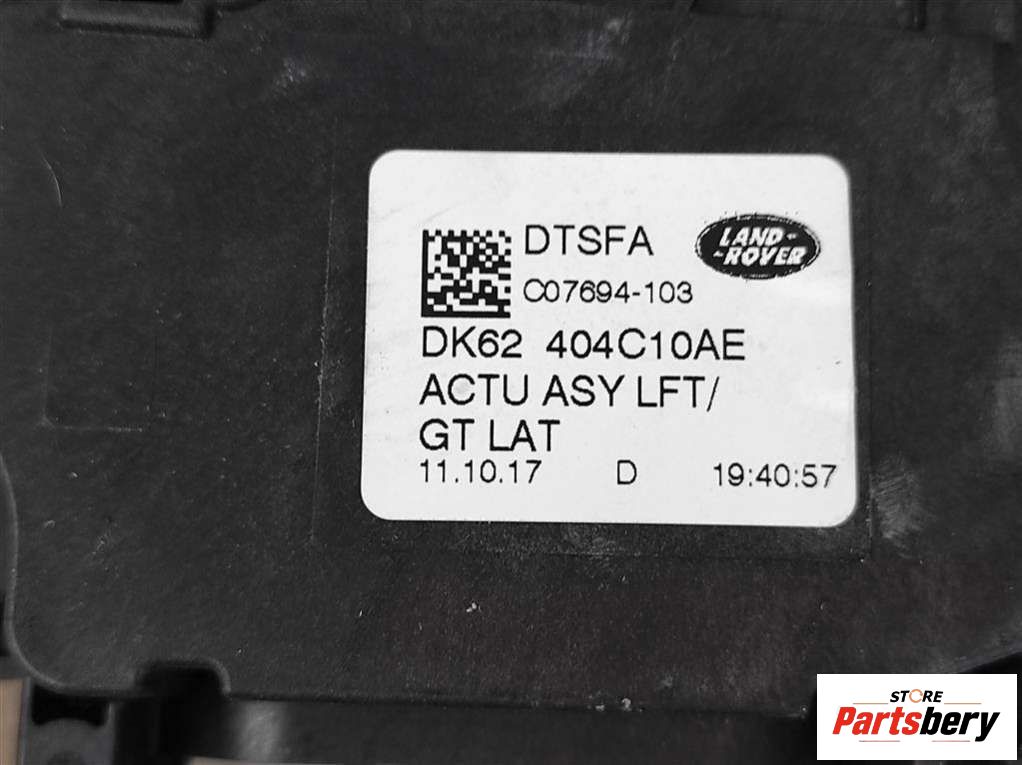 DTSFA
LAND-
-ROVER
C07694-103
DK62 404C10AE
ACTU ASY LFT/
GT LAT
11.10.17 D 19:40:57
STORE
Partsbery